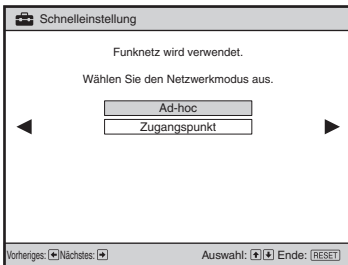 Schnelleinstellung
Funknetz wird verwendet.
Wählen Sie den Netzwerkmodus aus.
Ad-hoc
Zugangspunkt
Vorheriges: Nächstes: Auswahl: Ende: RESET